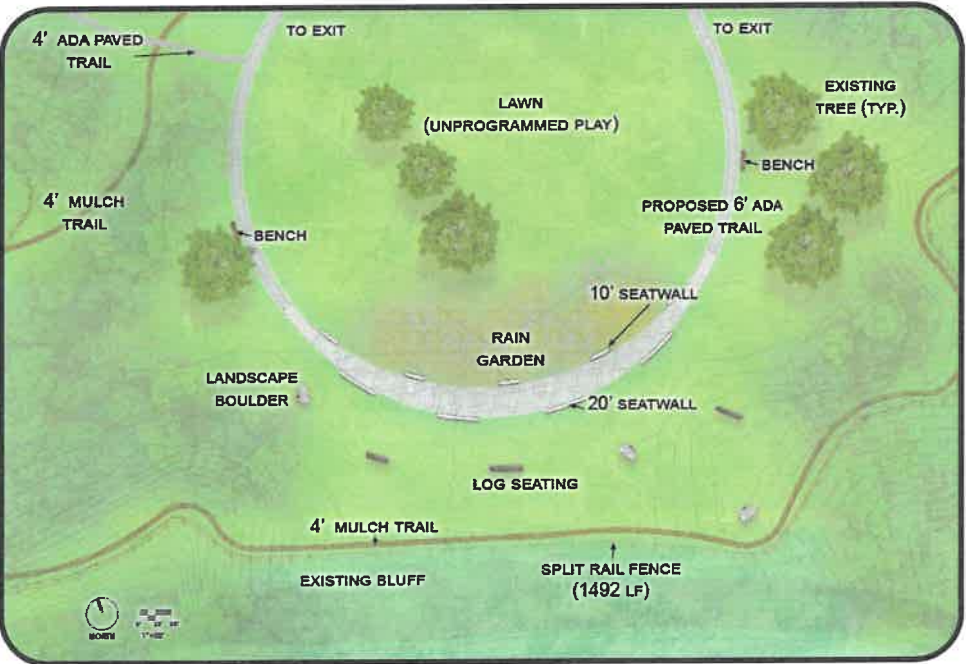 TO EXIT
TO EXIT
4' ADA PAVED
TRAIL
LAWN
(UNPROGRAMMED PLAY)
EXISTING
TREE (TYP.)
BENCH
4' MULCH
TRAIL
PROPOSED 6' ADA
PAVED TRAIL
BENCH
10' SEATWALL
RAIN
GARDEN
LANDSCAPE
BOULDER
20' SEATWALL
LOG SEATING
4' MULCH TRAIL
SPLIT RAIL FENCE
(1492 LF)
EXISTING BLUFF
NORTH